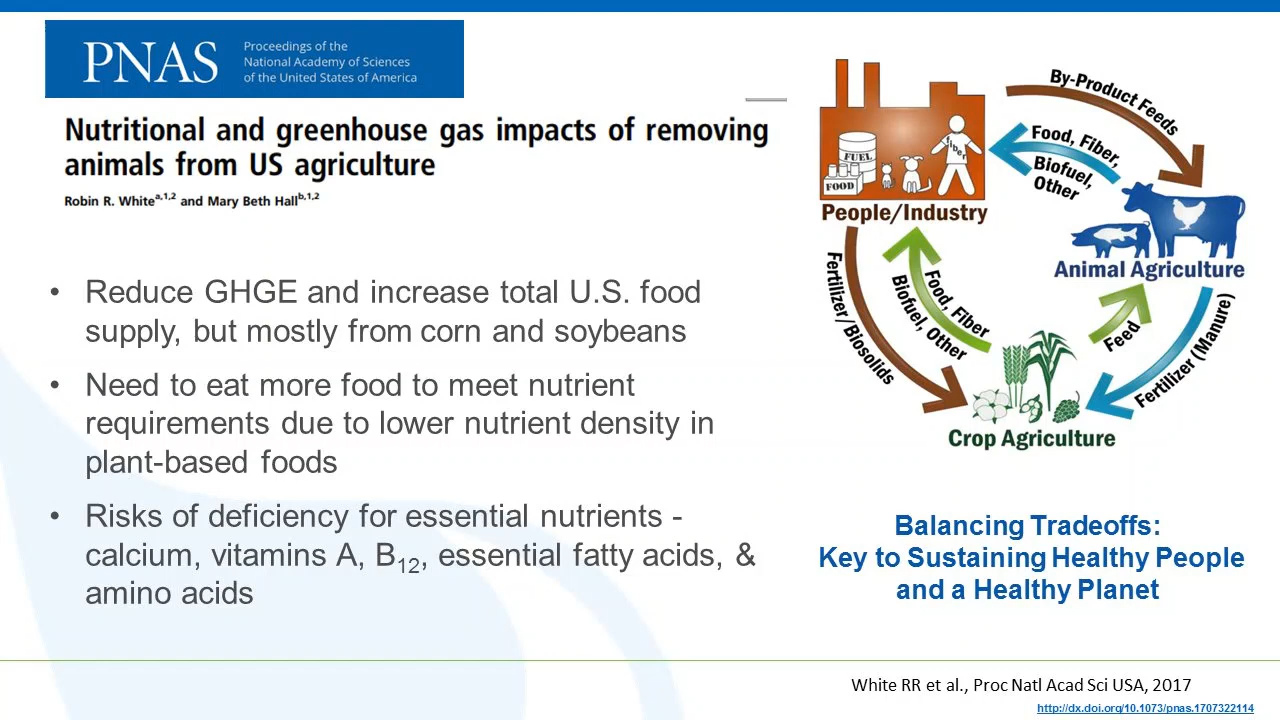 PNAS
Proceedings of the
National Academy of Sciences
of the United States of America
Nutritional and greenhouse gas impacts of removing
animals from US agriculture
Robin R. White^a,1,2 and Mary Beth Hall^b,1,2
• Reduce GHGE and increase total U.S. food
supply, but mostly from corn and soybeans
• Need to eat more food to meet nutrient
requirements due to lower nutrient density in
plant-based foods
• Risks of deficiency for essential nutrients -
calcium, vitamins A, B12, essential fatty acids, &
amino acids
By-Product Feeds
Food, Fiber,
Biofuel,
Other
FUEL
FOOD
fiber
People/Industry
Animal Agriculture
Fertilizer/Biosolids
Food, Fiber
Biofuel, Other
Feed
Fertilizer (Manure)
Crop Agriculture
Balancing Tradeoffs:
Key to Sustaining Healthy People
and a Healthy Planet
White RR et al., Proc Natl Acad Sci USA, 2017
http://dx.doi.org/10.1073/pnas.1707322114